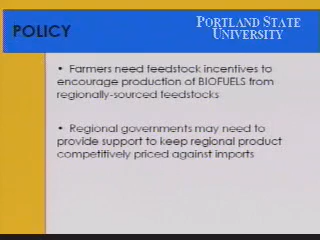 POLICY
PORTLAND STATE
UNIVERSITY
• Farmers need feedstock incentives to
encourage production of BIOFUELS from
regionally-sourced feedstocks
• Regional governments may need to
provide support to keep regional product
competitively priced against imports